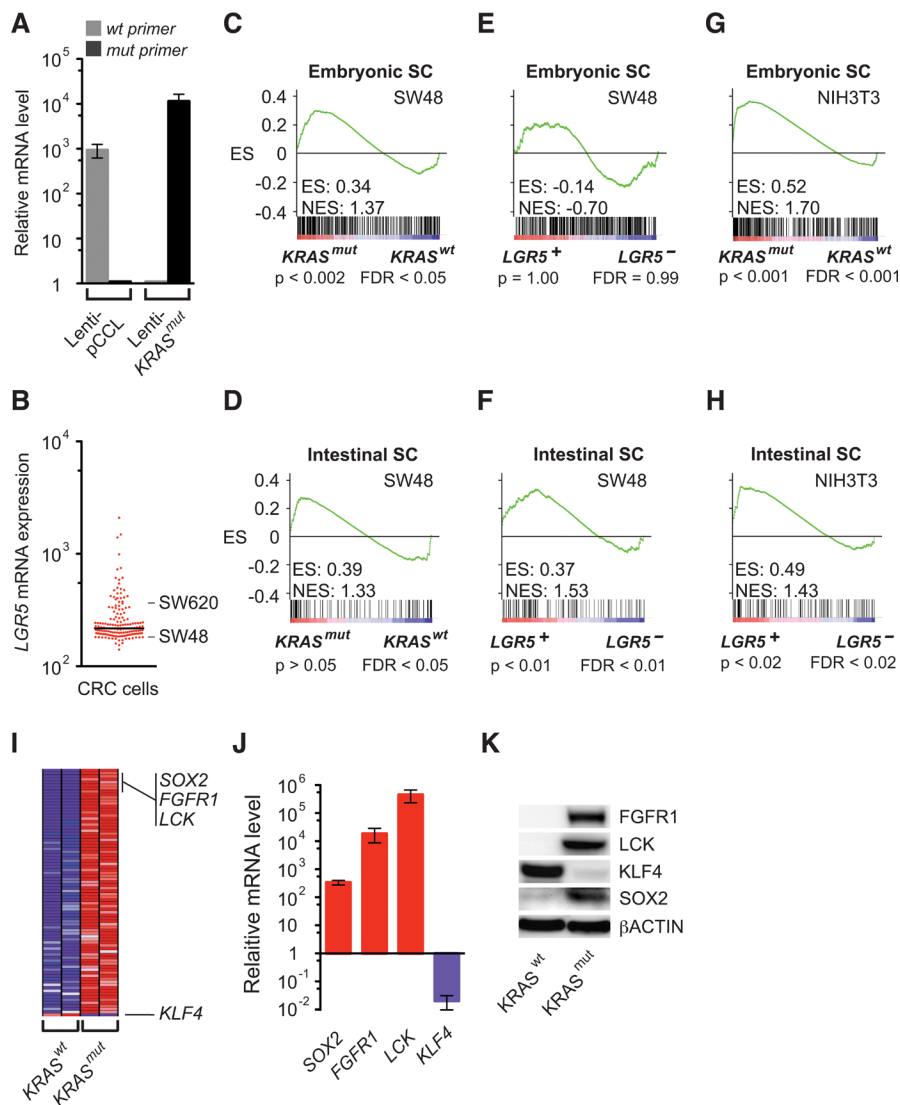 A
wt primer
mut primer
Relative mRNA level
10^5
10^4
10^3
10^2
10
1
Lenti-pCCL
Lenti-KRAS^mut
B
LGR5 mRNA expression
10^4
10^3
10^2
SW620
SW48
CRC cells
C
Embryonic SC
SW48
ES
0.4
0.2
0
-0.2
-0.4
ES: 0.34
NES: 1.37
KRAS^mut KRAS^wt
p < 0.002 FDR < 0.05
D
Intestinal SC
SW48
ES
0.4
0.2
0
-0.2
-0.4
ES: 0.39
NES: 1.33
KRAS^mut KRAS^wt
p > 0.05 FDR < 0.05
E
Embryonic SC
SW48
ES: -0.14
NES: -0.70
LGR5^+ LGR5^−
p = 1.00 FDR = 0.99
F
Intestinal SC
SW48
ES: 0.37
NES: 1.53
LGR5^+ LGR5^−
p < 0.01 FDR < 0.01
G
Embryonic SC
NIH3T3
ES: 0.52
NES: 1.70
KRAS^mut KRAS^wt
p < 0.001 FDR < 0.001
H
Intestinal SC
NIH3T3
ES: 0.49
NES: 1.43
LGR5^+ LGR5^−
p < 0.02 FDR < 0.02
I
SOX2
FGFR1
LCK
KLF4
KRAS^wt
KRAS^mut
J
Relaitive mRNA level
10^6
10^5
10^4
10^3
10^2
1
10^-1
10^-2
SOX2
FGFR1
LCK
KLF4
K
FGFR1
LCK
KLF4
SOX2
βACTIN
KRAS^wt
KRAS^mut